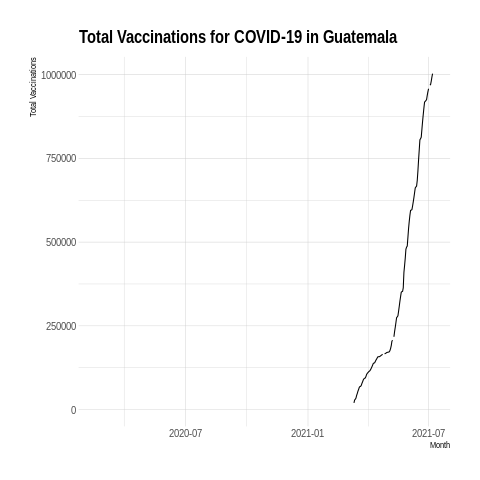 Total Vaccinations for COVID-19 in Guatemala
Total Vaccinations
1000000
750000
500000
250000
0
2020-07 2021-01 2021-07
Month